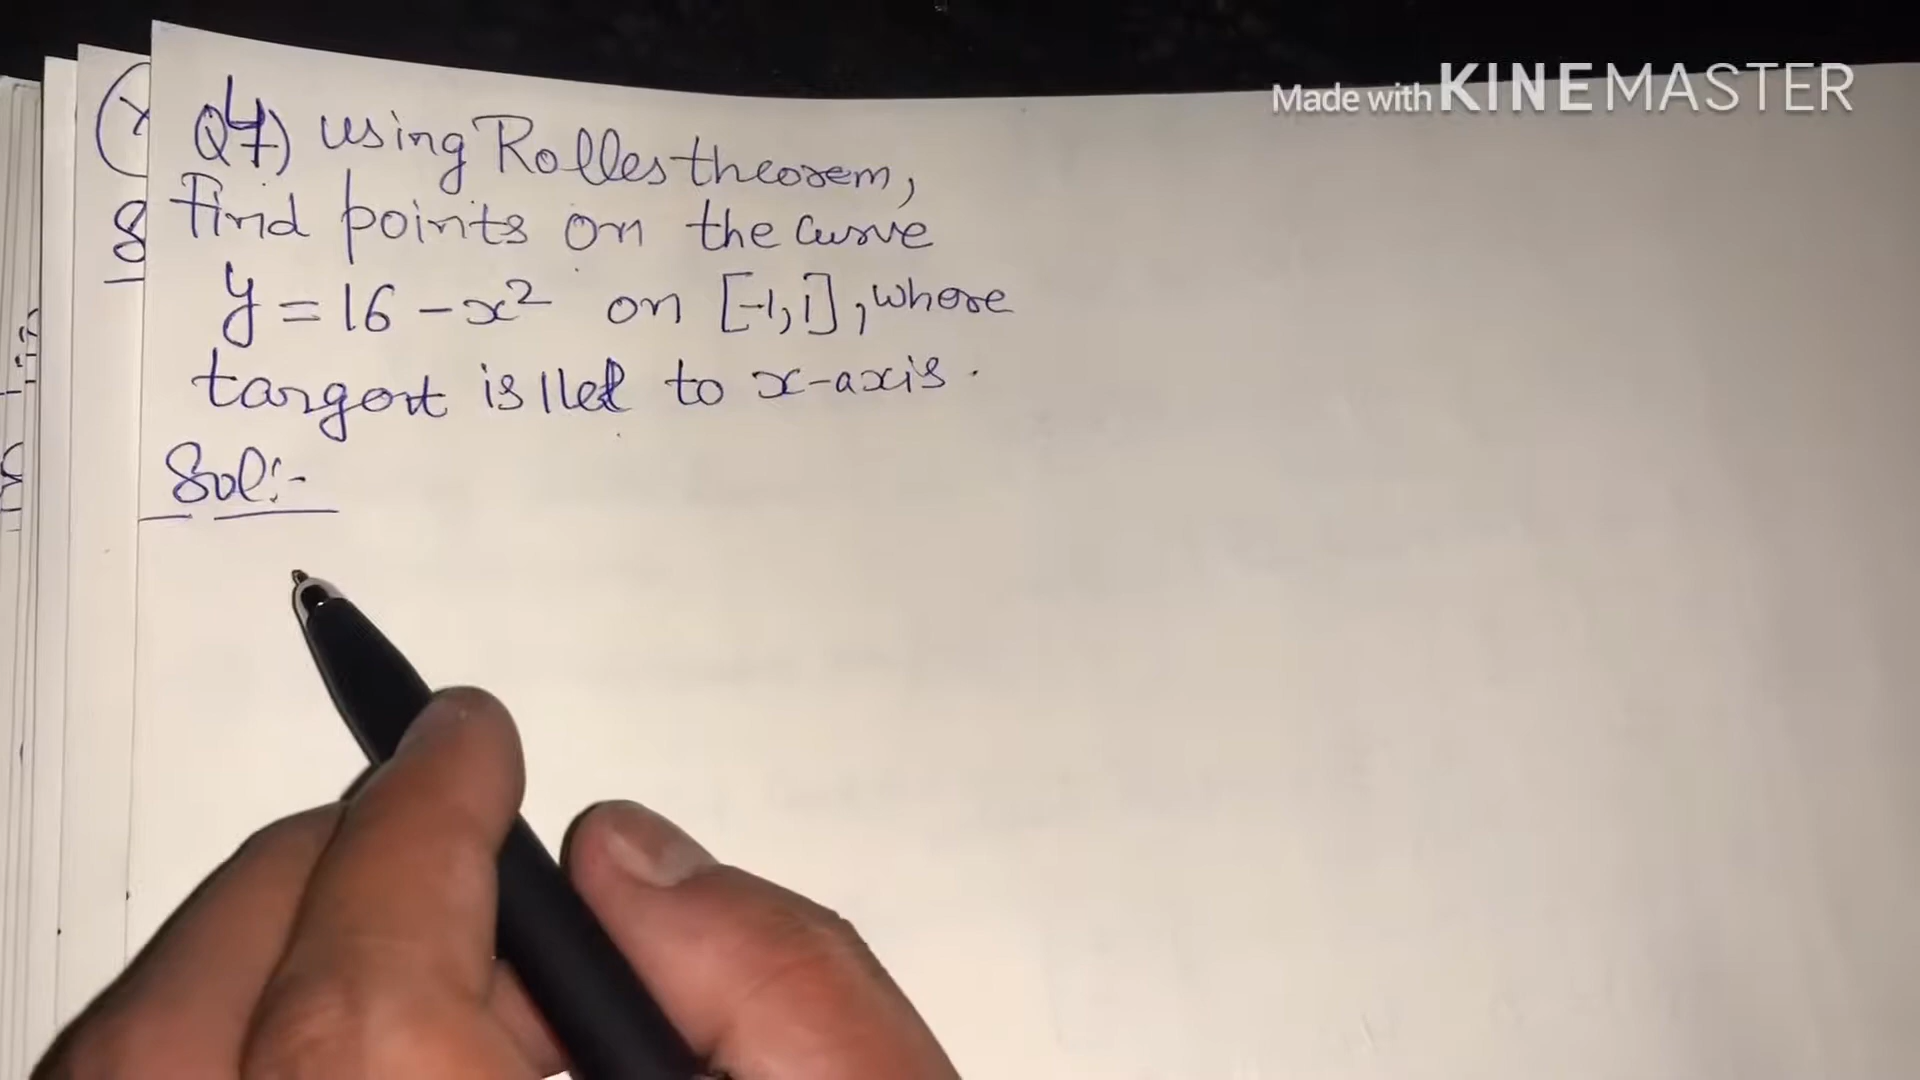 Made with KINEMASTER
Q4) using Rolles theorem,
Find points on the curve
y = 16 - x² on [-1, 1], where
tangent is ||el to x-axis.
Sol:-